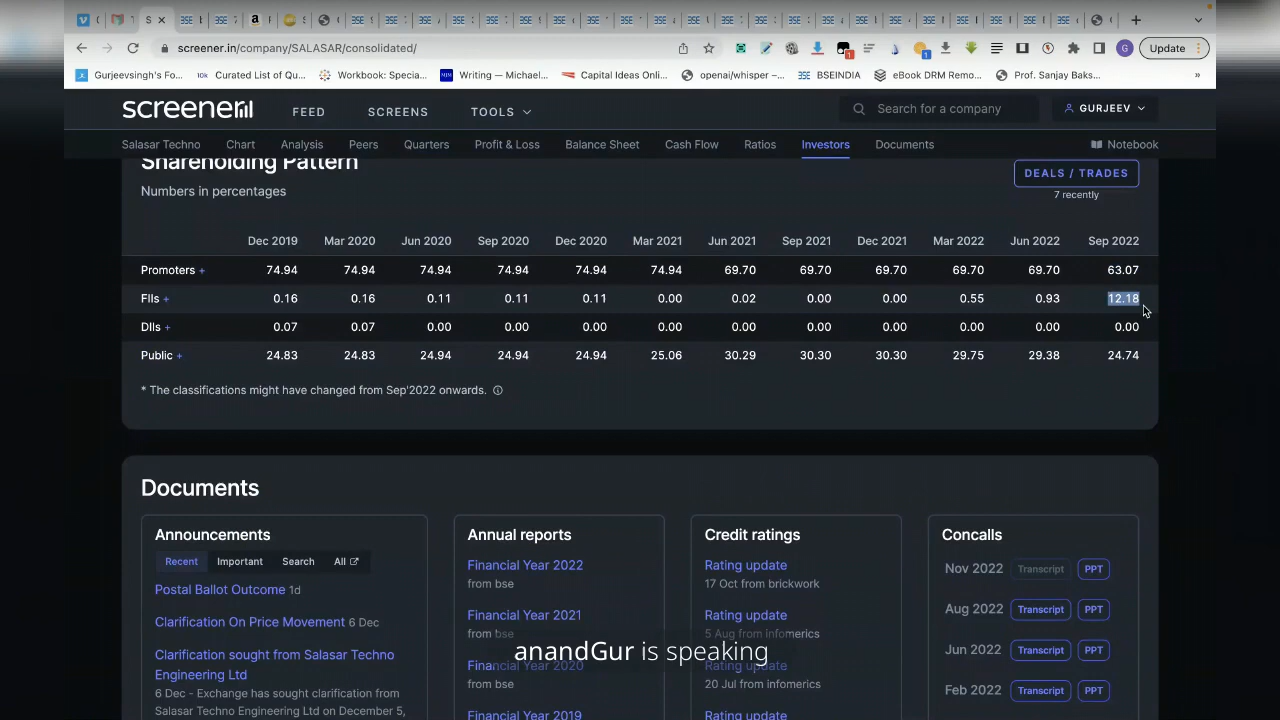 screener.in/company/SALASAR/consolidated/
G
Update
Gurjeevsingh's Fo...
Curated List of Qu...
Workbook: Specia...
Writing – Michael...
Capital Ideas Onli...
openai/whisper –...
BSEINDIA
eBook DRM Remo...
Prof. Sanjay Baks...
»
screener
FEED
SCREENS
TOOLS
Search for a company
GURJEEV
Salasar Techno
Chart
Analysis
Peers
Quarters
Profit & Loss
Balance Sheet
Cash Flow
Ratios
Investors
Documents
Notebook
Shareholding Pattern
Numbers in percentages
DEALS / TRADES
7 recently
Dec 2019 Mar 2020 Jun 2020 Sep 2020 Dec 2020 Mar 2021 Jun 2021 Sep 2021 Dec 2021 Mar 2022 Jun 2022 Sep 2022
Promoters + 74.94 74.94 74.94 74.94 74.94 74.94 69.70 69.70 69.70 69.70 69.70 63.07
FIIs + 0.16 0.16 0.11 0.11 0.11 0.00 0.02 0.00 0.00 0.55 0.93 12.18
DIIs + 0.07 0.07 0.00 0.00 0.00 0.00 0.00 0.00 0.00 0.00 0.00 0.00
Public + 24.83 24.83 24.94 24.94 24.94 25.06 30.29 30.30 30.30 29.75 29.38 24.74
* The classifications might have changed from Sep'2022 onwards.
Documents
Announcements
Recent Important Search All
Postal Ballot Outcome 1d
Clarification On Price Movement 6 Dec
Clarification sought from Salasar Techno
Engineering Ltd
6 Dec - Exchange has sought clarification from
Salasar Techno Engineering Ltd on December 5,
Annual reports
Financial Year 2022
from bse
Financial Year 2021
from bse
Financial Year 2020
from bse
Financial Year 2019
Credit ratings
Rating update
17 Oct from brickwork
Rating update
5 Aug from infomerics
Rating update
20 Jul from infomerics
Rating update
Concalls
Nov 2022 Transcript PPT
Aug 2022 Transcript PPT
Jun 2022 Transcript PPT
Feb 2022 Transcript PPT
anandGur is speaking